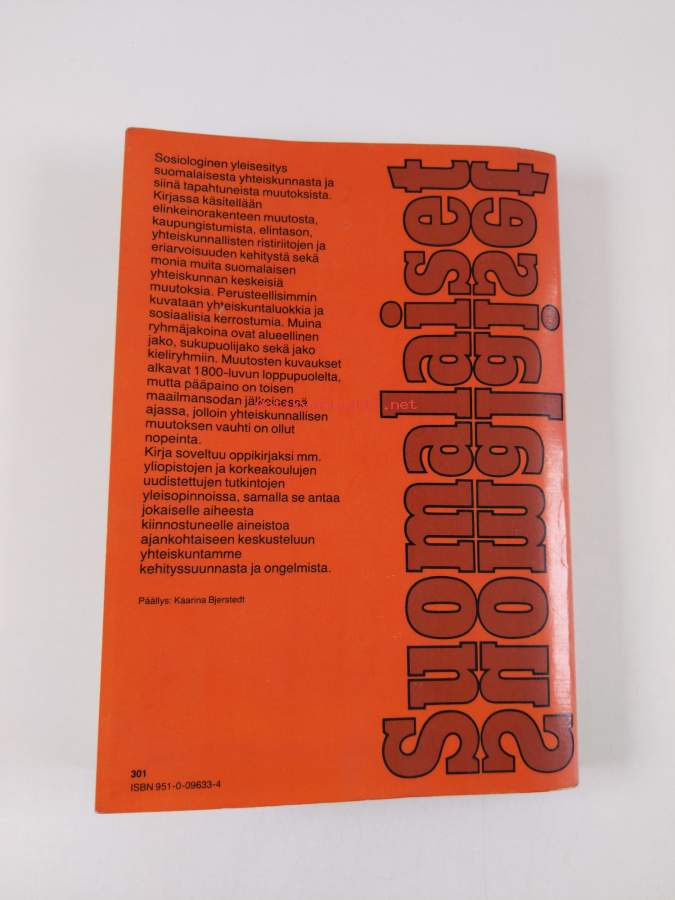 Sosiologinen yleisesitys
suomalaisesta yhteiskunnasta ja
siinä tapahtuneista muutoksista.
Kirjassa käsitellään
elinkeinorakenteen muutosta,
kaupungistumista, elintason,
yhteiskunnallisten ristiriitojen ja
eriarvoisuuden kehitystä sekä
monia muita suomalaisen
yhteiskunnan keskeisiä
muutoksia. Perusteellisimmin
kuvataan yhteiskuntaluokkia ja
sosiaalisia kerrostumia. Muina
ryhmäjakoina ovat alueellinen
jako, sukupuolijako sekä jako
kieliryhmiin. Muutosten kuvaukset
alkavat 1800-luvun loppupuolelta,
mutta pääpaino on toisen
maailmansodan jälkeisessä
ajassa, jolloin yhteiskunnallisen
muutoksen vauhti on ollut
nopeinta.
Kirja soveltuu oppikirjaksi mm.
yliopistojen ja korkeakoulujen
uudistettujen tutkintojen
yleisopinnoissa, samalla se antaa
jokaiselle aiheesta
kiinnostuneelle aineistoa
ajankohtaiseen keskusteluun
yhteiskuntamme
kehityssuunnasta ja ongelmista.
Päällys: Kaarina Bjerstedt
301
ISBN 951-0-09633-4
Suomalaiset
Suomalaiset